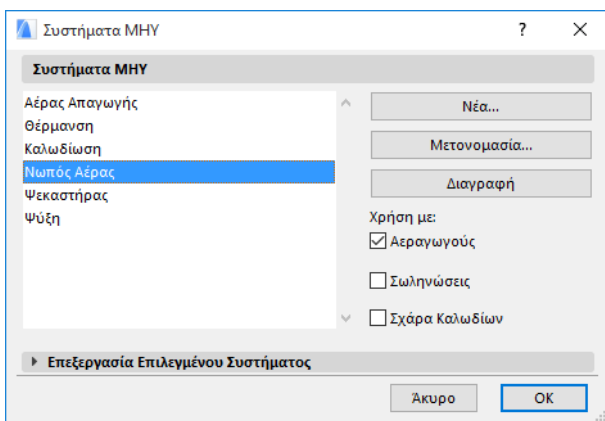 Συστήματα ΜΗΥ
?
Συστήματα ΜΗΥ
Αέρας Απαγωγής
Θέρμανση
Καλωδίωση
Νωπός Αέρας
Ψεκαστήρας
Ψύξη
Νέα...
Μετονομασία...
Διαγραφή
Χρήση με:
Αεραγωγούς
Σωληνώσεις
Σχάρα Καλωδίων
Επεξεργασία Επιλεγμένου Συστήματος
Άκυρο
OK